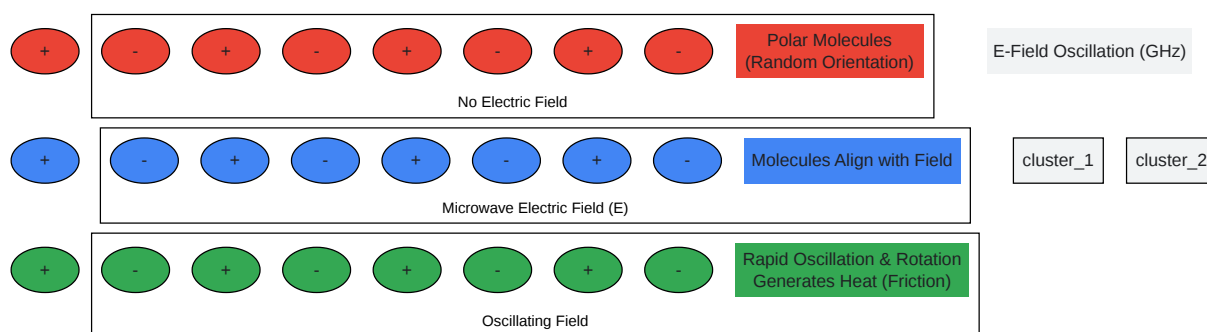 + - + - + - + -
Polar Molecules
(Random Orientation)
E-Field Oscillation (GHz)
No Electric Field
+ - + - + - + -
Molecules Align with Field
cluster_1
cluster_2
Microwave Electric Field (E)
+ - + - + - + -
Rapid Oscillation & Rotation
Generates Heat (Friction)
Oscillating Field